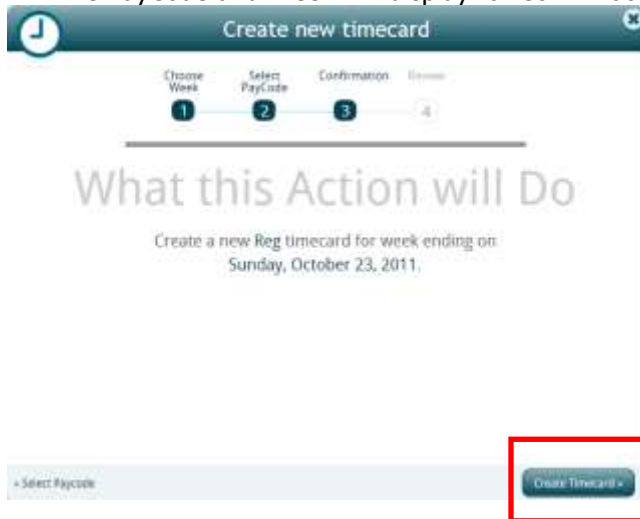 Create new timecard
Choose Week
Select PayCode
Confirmation
Review
1
2
3
4
What this Action will Do
Create a new Reg timecard for week ending on
Sunday, October 23, 2011.
« Select Paycode
Create Timecard »